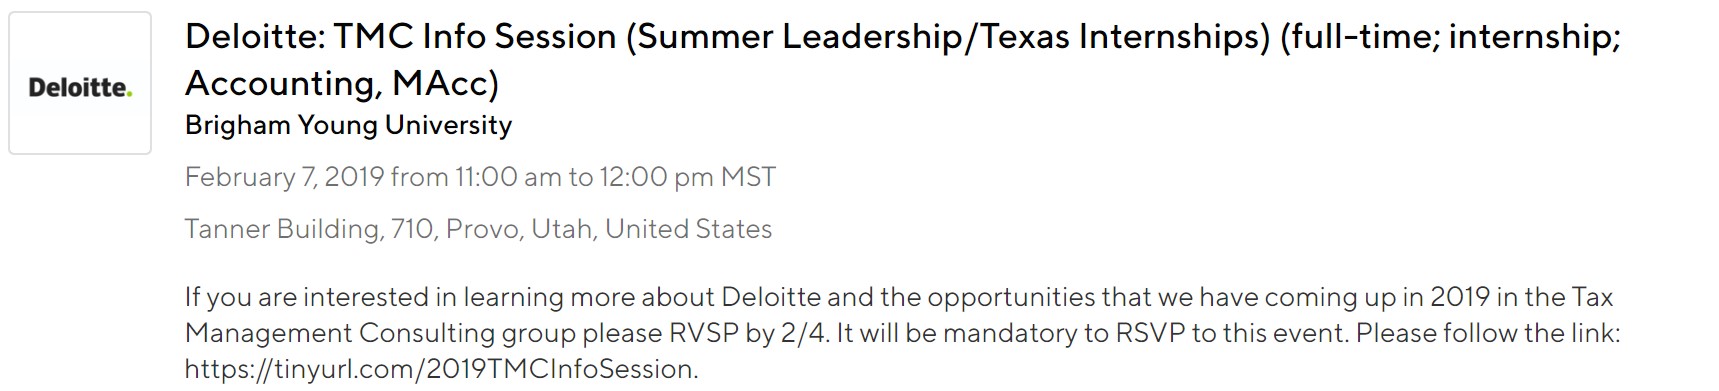 Deloitte.
Deloitte: TMC Info Session (Summer Leadership/Texas Internships) (full-time; internship;
Accounting, MAcc)
Brigham Young University
February 7, 2019 from 11:00 am to 12:00 pm MST
Tanner Building, 710, Provo, Utah, United States
If you are interested in learning more about Deloitte and the opportunities that we have coming up in 2019 in the Tax
Management Consulting group please RVSP by 2/4. It will be mandatory to RSVP to this event. Please follow the link:
https://tinyurl.com/2019TMCInfoSession.